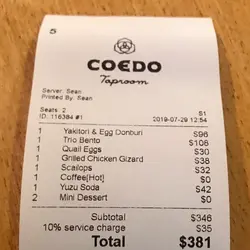 5
COEDO
Taproom
Server: Sean
Printed By: Sean
Seats: 2 S1
ID: 116384 #1 2019-07-29 12:54
1 Yakitori & Egg Donburi $96
1 Trio Bento $106
1 Quail Eggs $30
1 Grilled Chicken Gizard $38
1 Scallops $32
1 Coffee[Hot] $0
1 Yuzu Soda $42
2 Mini Dessert $0
Subtotal $346
10% service charge $35
Total $381